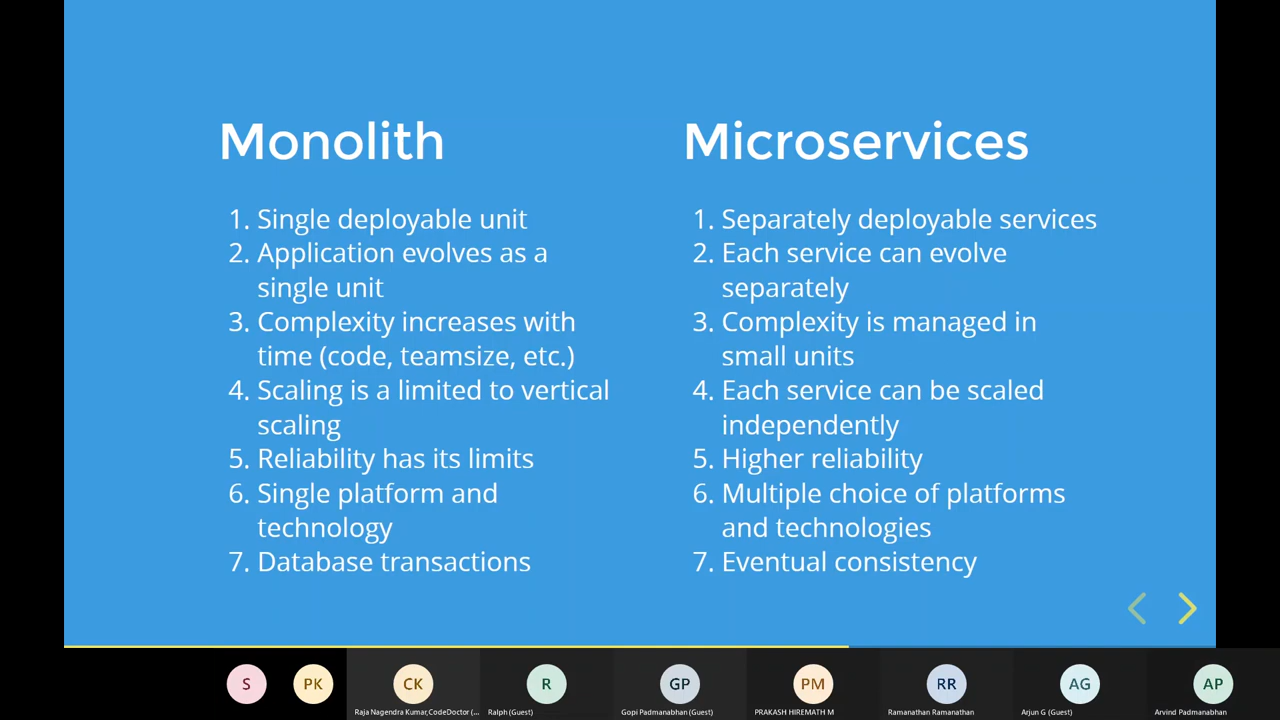 Monolith
1. Single deployable unit
2. Application evolves as a
single unit
3. Complexity increases with
time (code, teamsize, etc.)
4. Scaling is a limited to vertical
scaling
5. Reliability has its limits
6. Single platform and
technology
7. Database transactions
Microservices
1. Separately deployable services
2. Each service can evolve
separately
3. Complexity is managed in
small units
4. Each service can be scaled
independently
5. Higher reliability
6. Multiple choice of platforms
and technologies
7. Eventual consistency
S
PK
CK
R
GP
PM
RR
AG
AP
Raja Nagendra Kumar,CodeDoctor (...
Ralph (Guest)
Gopi Padmanabhan (Guest)
PRAKASH HIREMATH M
Ramanathan Ramanathan
Arjun G (Guest)
Arvind Padmanabhan